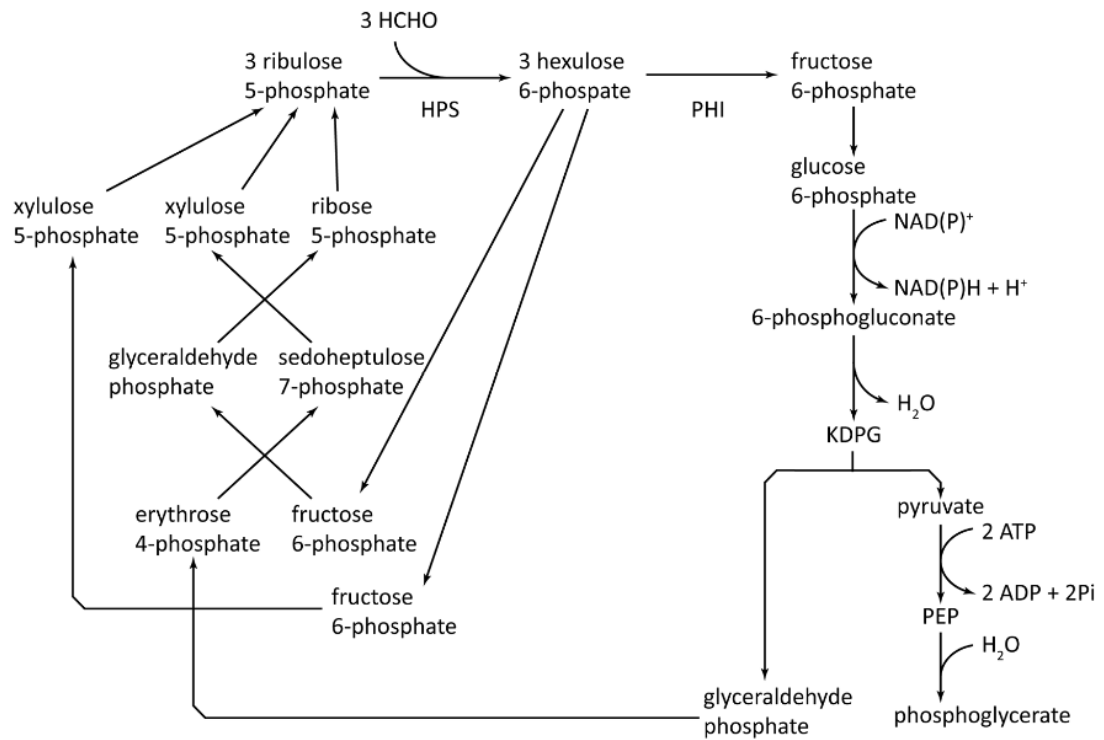 3 HCHO
3 ribulose
5-phosphate
HPS
3 hexulose
6-phospate
PHI
fructose
6-phosphate
glucose
6-phosphate
NAD(P)⁺
NAD(P)H + H⁺
6-phosphogluconate
H₂O
KDPG
xylulose
5-phosphate
xylulose
5-phosphate
ribose
5-phosphate
glyceraldehyde
phosphate
sedoheptulose
7-phosphate
erythrose
4-phosphate
fructose
6-phosphate
fructose
6-phosphate
pyruvate
2 ATP
2 ADP + 2Pi
PEP
H₂O
glyceraldehyde
phosphate
phosphoglycerate